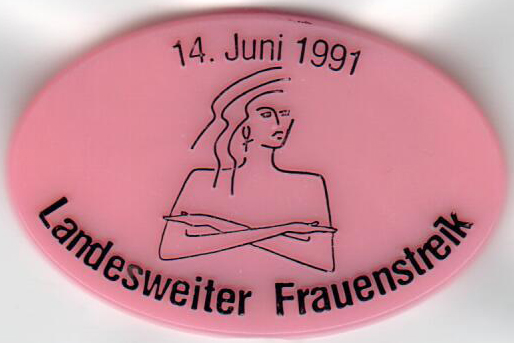 14. Juni 1991
Landesweiter Frauenstreik